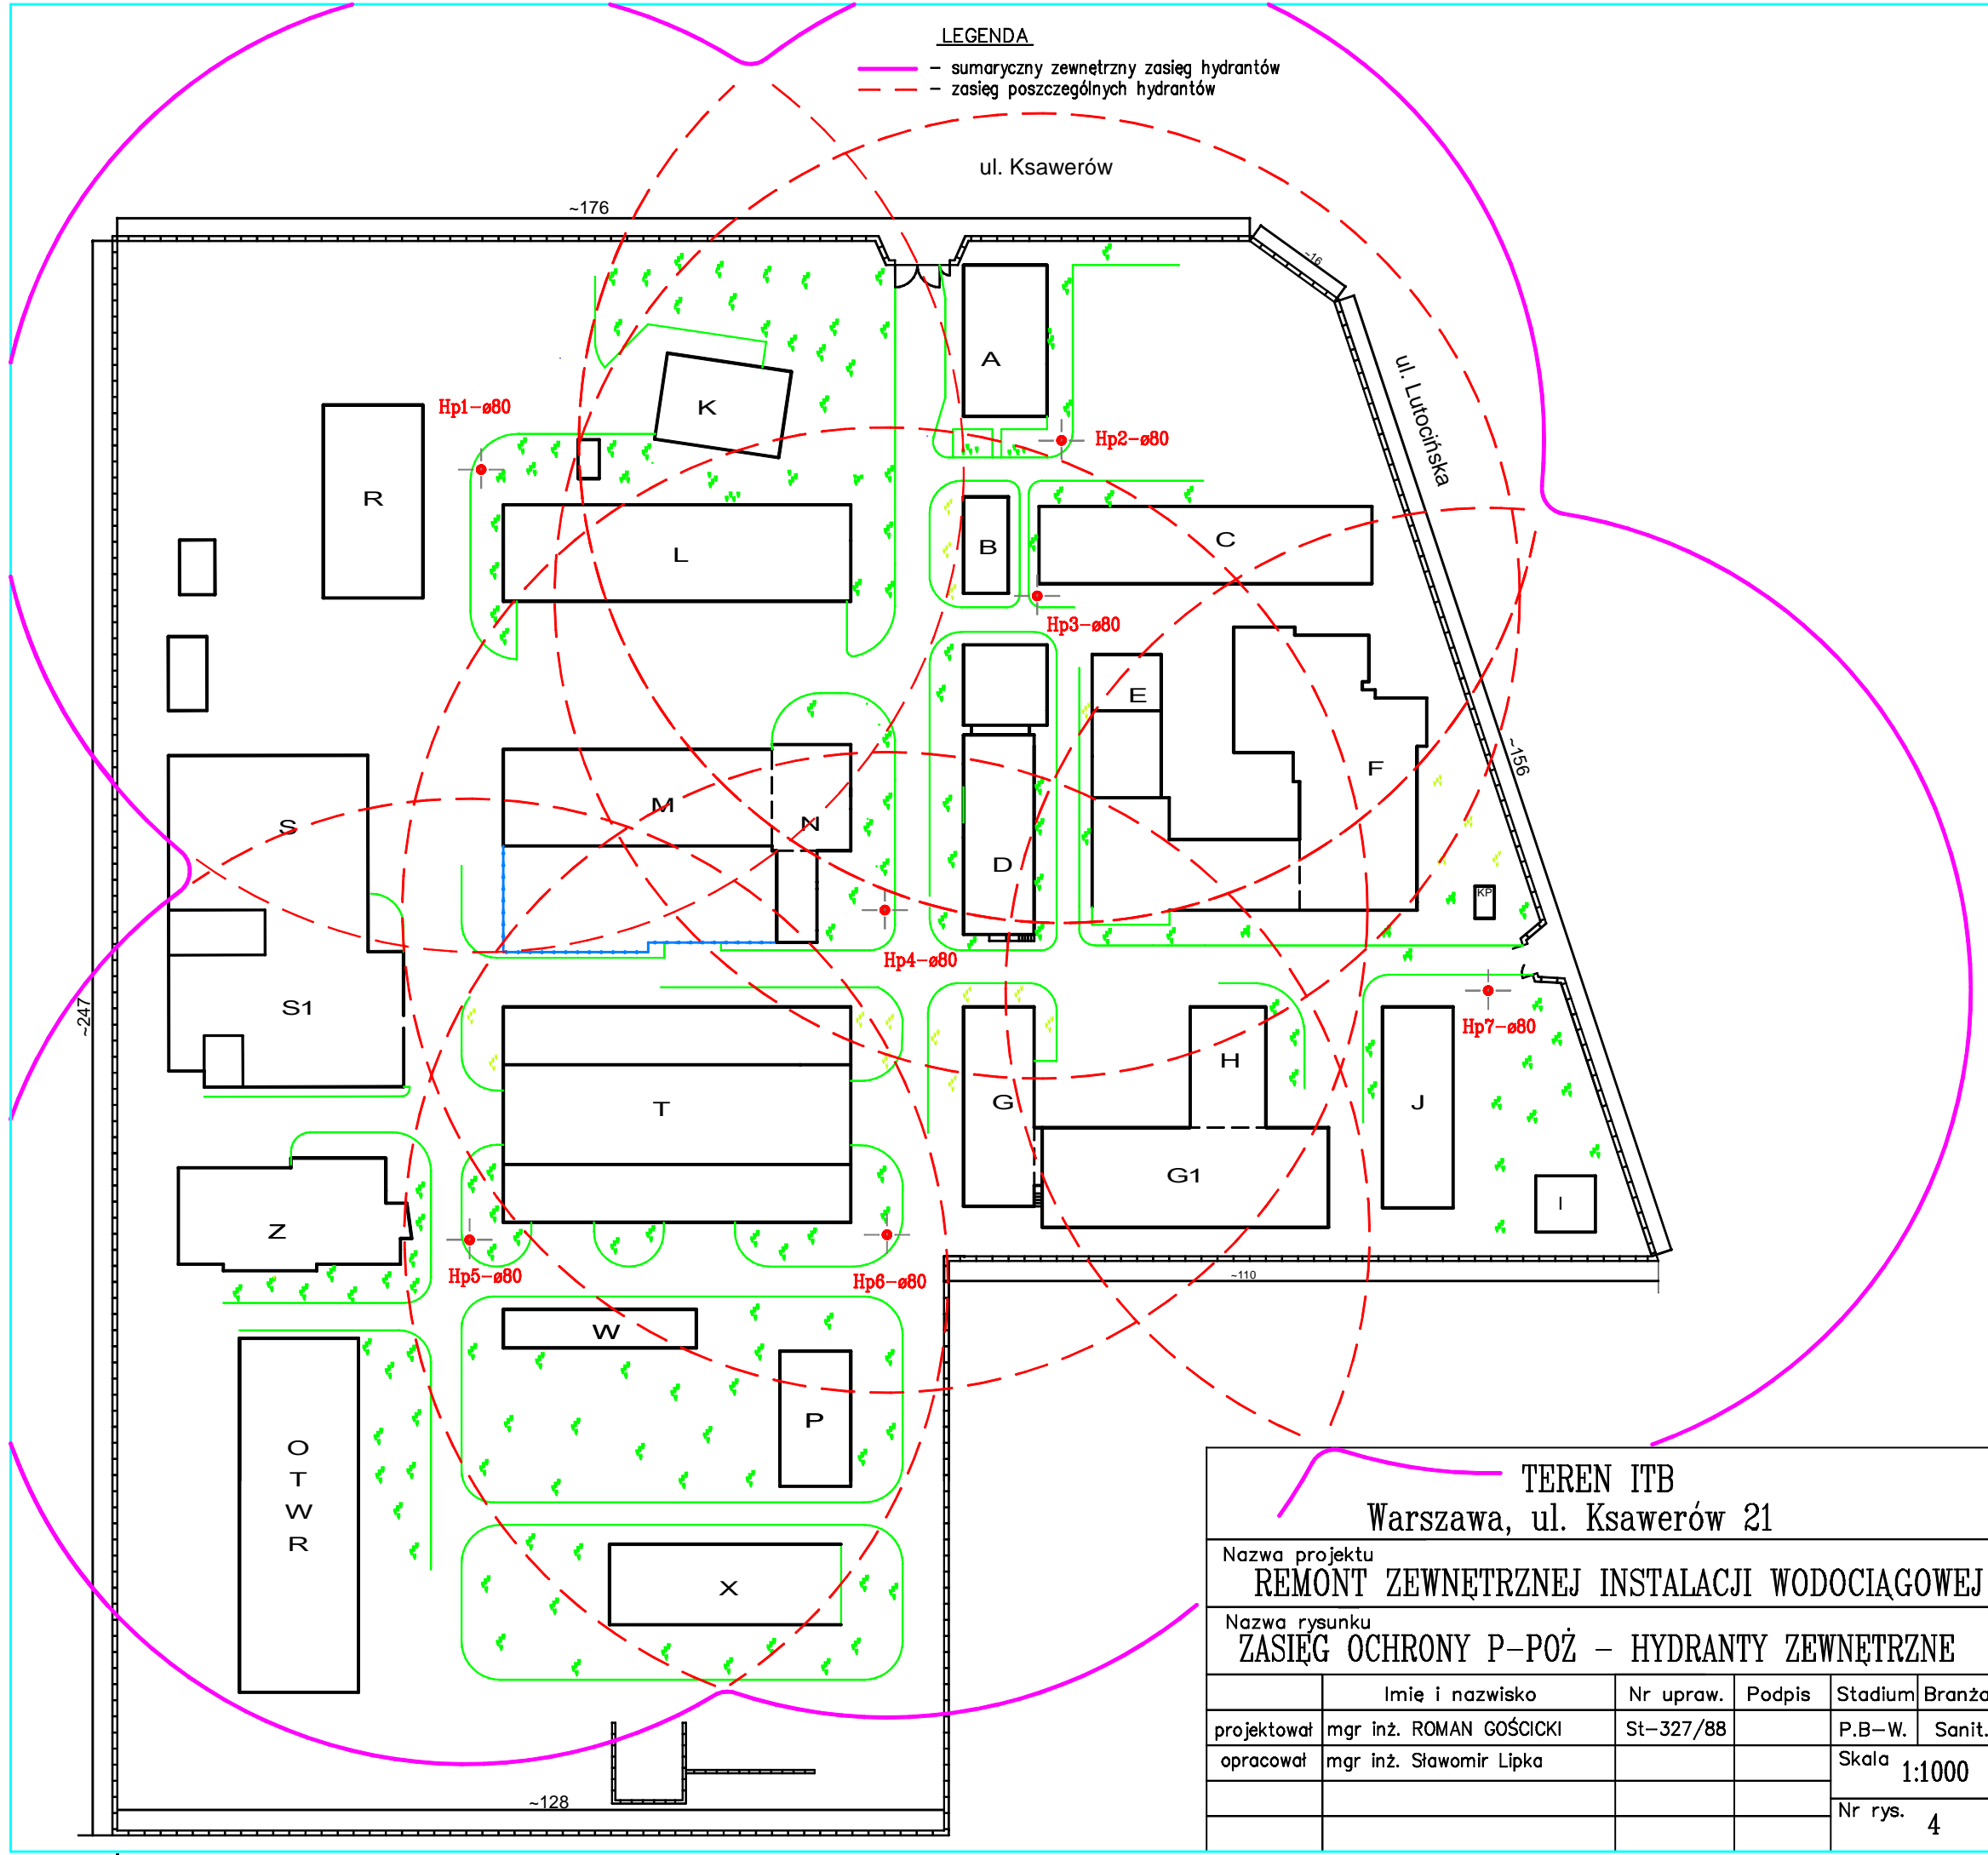 LEGENDA
– sumaryczny zewnętrzny zasięg hydrantów
– zasięg poszczególnych hydrantów
ul. Ksawerów
~176
~16
ul. Lutocińska
A
K
Hp1-ø80
Hp2-ø80
R
L
B
C
Hp3-ø80
E
F
~156
M
N
S
D
KP
Hp4-ø80
~247
S1
Hp7-ø80
T
G
H
J
G1
I
Z
Hp5-ø80
Hp6-ø80
~110
W
P
O
T
W
R
X
~128
TEREN ITB
Warszawa, ul. Ksawerów 21
Nazwa projektu
REMONT ZEWNĘTRZNEJ INSTALACJI WODOCIĄGOWEJ
Nazwa rysunku
ZASIĘG OCHRONY P-POŻ - HYDRANTY ZEWNĘTRZNE
Imię i nazwisko Nr upraw. Podpis Stadium Branża
projektował mgr inż. ROMAN GOŚCICKI St-327/88 P.B-W. Sanit.
opracował mgr inż. Sławomir Lipka Skala 1:1000
Nr rys. 4